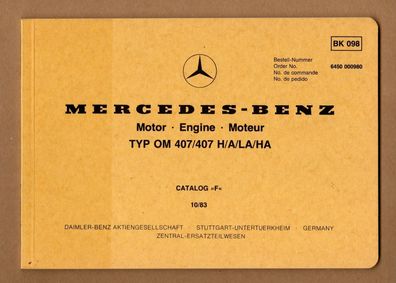 BK 098
Bestell-Nummer
Order No. 6450 000980
No. de commande
No. de pedido
MERCEDES-BENZ
Motor · Engine · Moteur
TYP OM 407/407 H/A/LA/HA
CATALOG »F«
10/83
DAIMLER-BENZ AKTIENGESELLSCHAFT · STUTTGART-UNTERTUERKHEIM · GERMANY
ZENTRAL-ERSATZTEILWESEN